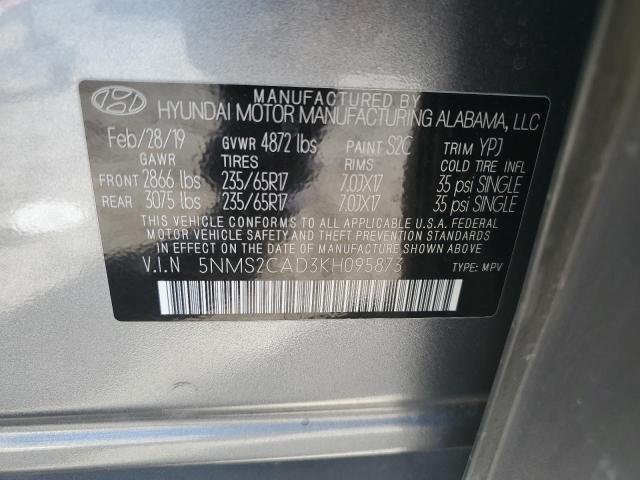 MANUFACTURED BY
HYUNDAI MOTOR MANUFACTURING ALABAMA, LLC
Feb/28/19 GVWR 4872 lbs PAINT S2C TRIM YPJ
GAWR TIRES RIMS COLD TIRE INFL
FRONT 2866 lbs 235/65R17 7.0JX17 35 psi SINGLE
REAR 3075 lbs 235/65R17 7.0JX17 35 psi SINGLE
THIS VEHICLE CONFORMS TO ALL APPLICABLE U.S.A. FEDERAL
MOTOR VEHICLE SAFETY, BUMPER, AND THEFT PREVENTION
STANDARDS IN EFFECT ON THE DATE OF MANUFACTURE SHOWN ABOVE.
V.I.N 5NMS2CAD3KH095873 TYPE: MPV